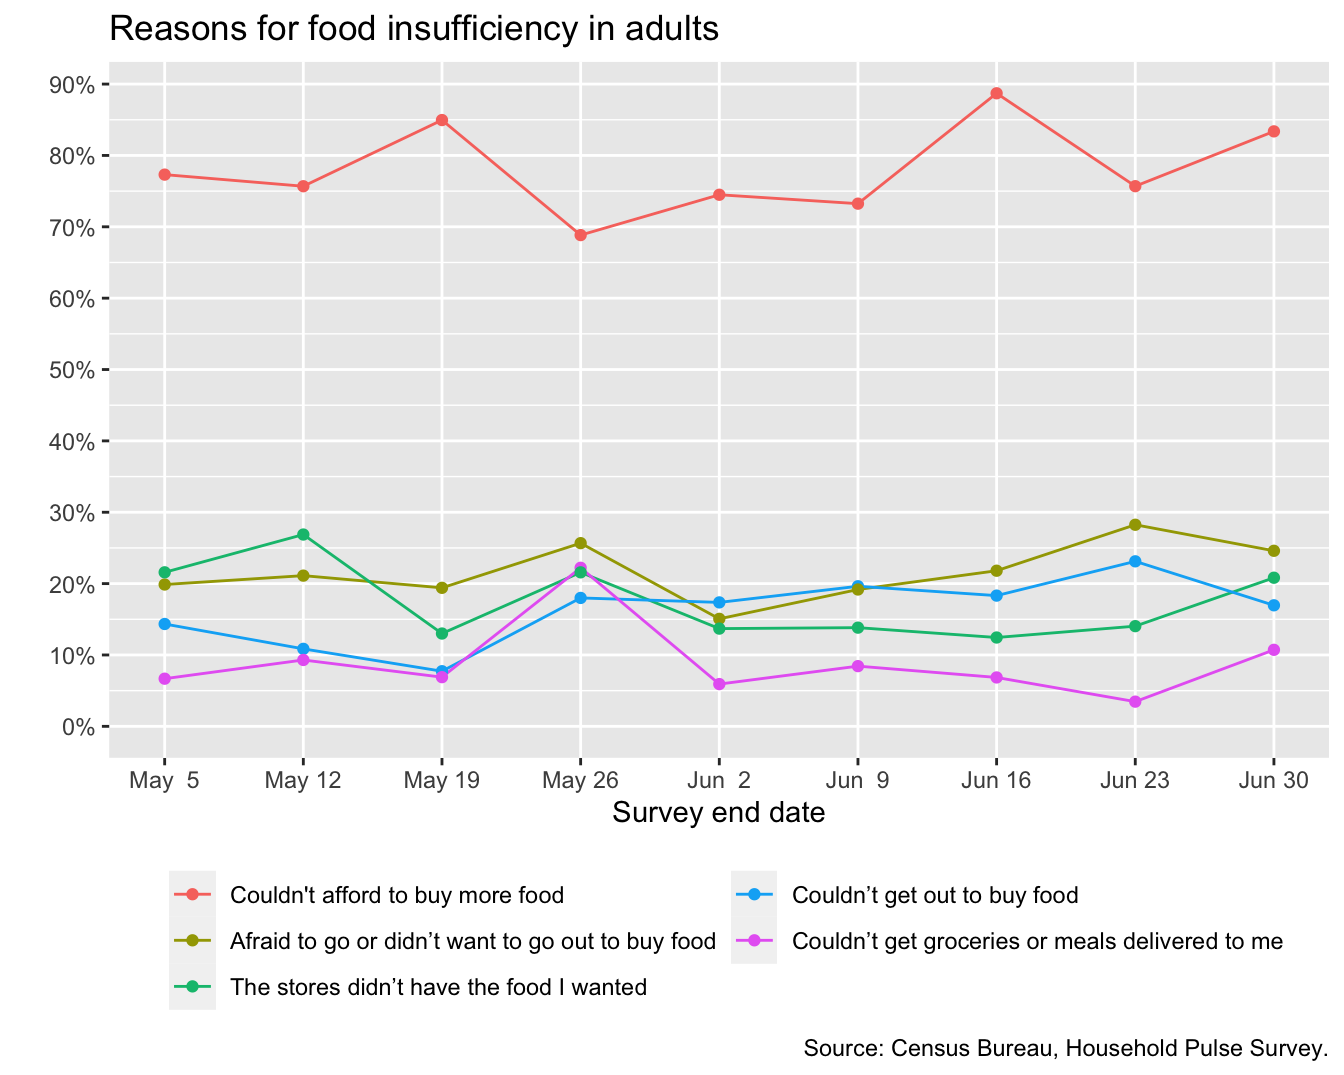 Reasons for food insufficiency in adults
90%
80%
70%
60%
50%
40%
30%
20%
10%
0%
May  5 May 12 May 19 May 26 Jun  2 Jun  9 Jun 16 Jun 23 Jun 30
Survey end date
Couldn't afford to buy more food
Afraid to go or didn’t want to go out to buy food
The stores didn’t have the food I wanted
Couldn’t get out to buy food
Couldn’t get groceries or meals delivered to me
Source: Census Bureau, Household Pulse Survey.